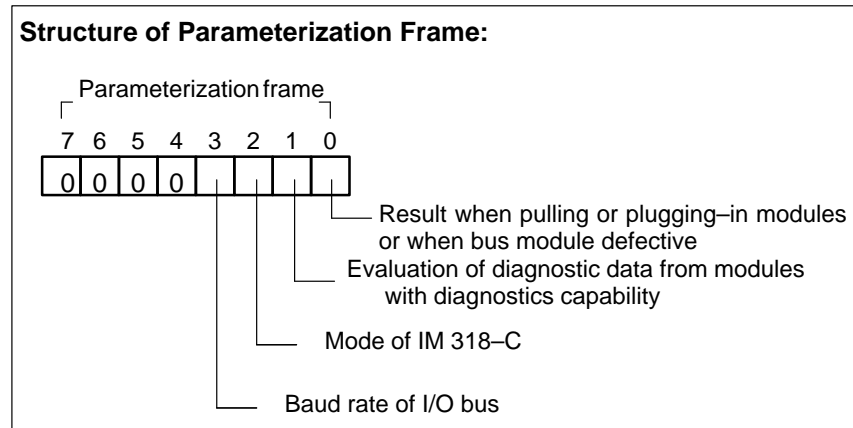 Structure of Parameterization Frame:
Parameterization frame
7 6 5 4 3 2 1 0
0 0 0 0
Result when pulling or plugging–in modules
or when bus module defective
Evaluation of diagnostic data from modules
with diagnostics capability
Mode of IM 318–C
Baud rate of I/O bus